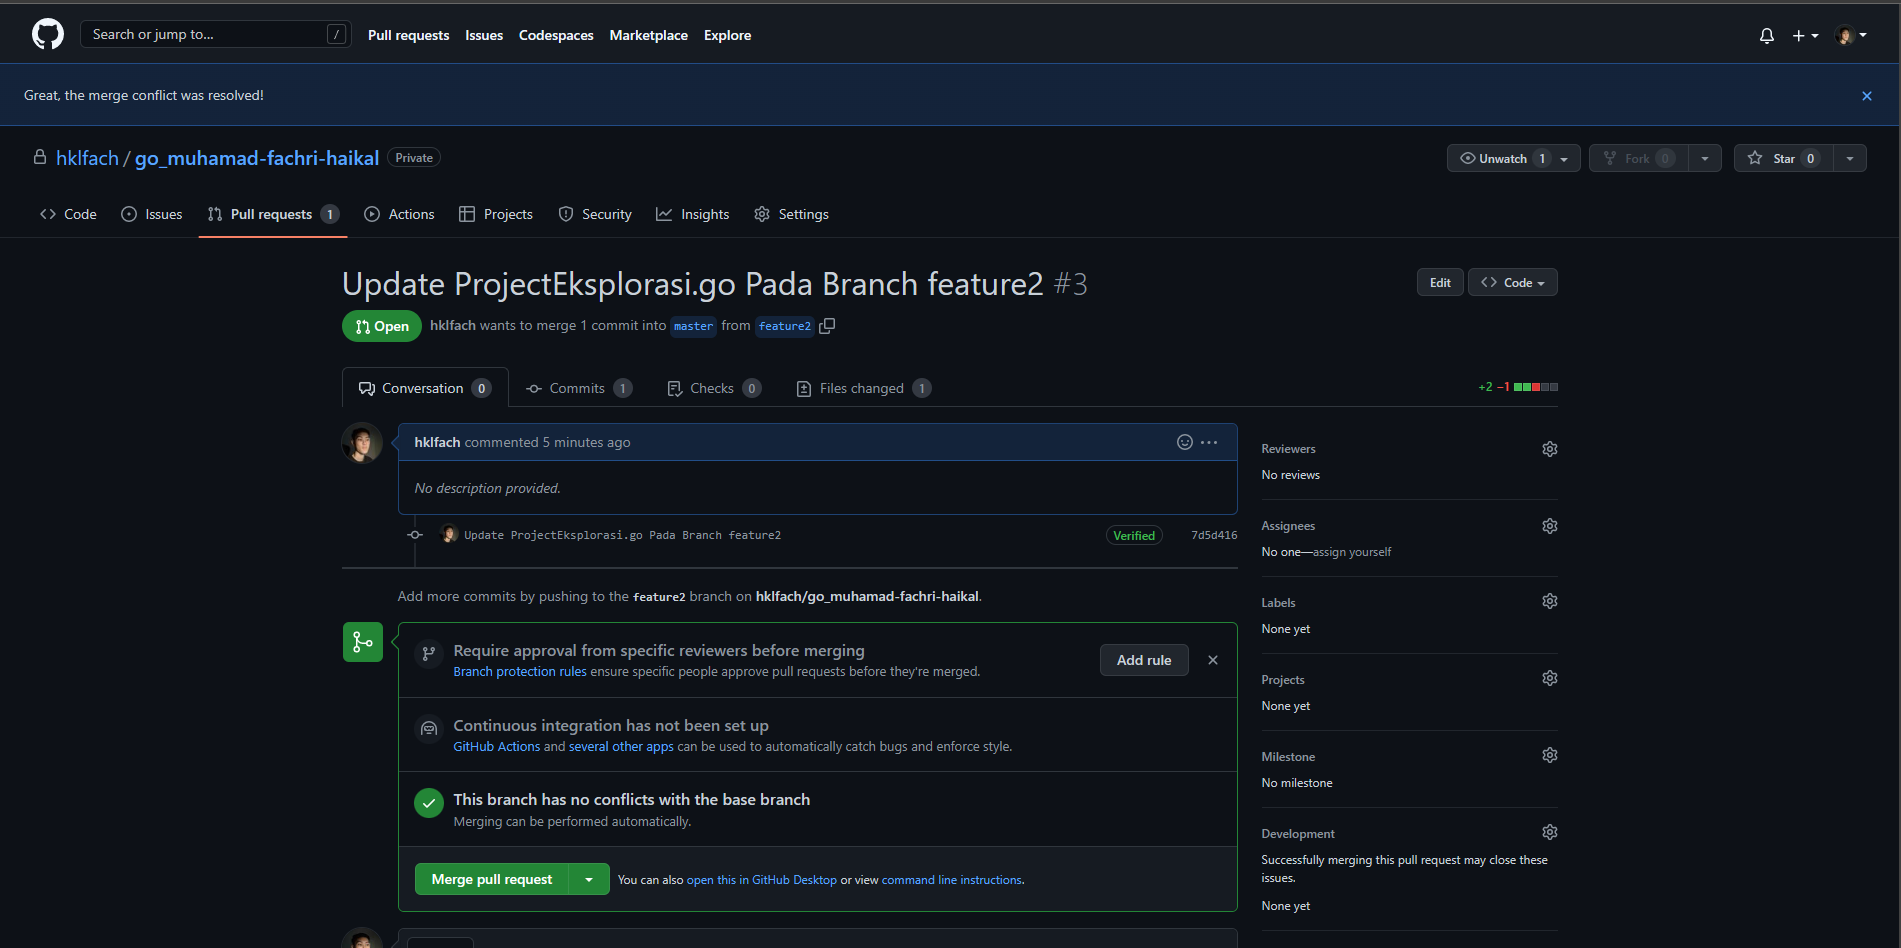 Search or jump to... /
Pull requests Issues Codespaces Marketplace Explore
Great, the merge conflict was resolved!
hklfach / go_muhamad-fachri-haikal Private
Unwatch 1 Fork 0 Star 0
Code Issues Pull requests 1 Actions Projects Security Insights Settings
Update ProjectEksplorasi.go Pada Branch feature2 #3
Edit Code
Open hklfach wants to merge 1 commit into master from feature2
Conversation 0 Commits 1 Checks 0 Files changed 1
+2 −1
hklfach commented 5 minutes ago
No description provided.
Update ProjectEksplorasi.go Pada Branch feature2 Verified 7d5d416
Add more commits by pushing to the feature2 branch on hklfach/go_muhamad-fachri-haikal.
Require approval from specific reviewers before merging
Branch protection rules ensure specific people approve pull requests before they're merged.
Add rule
Continuous integration has not been set up
GitHub Actions and several other apps can be used to automatically catch bugs and enforce style.
This branch has no conflicts with the base branch
Merging can be performed automatically.
Merge pull request You can also open this in GitHub Desktop or view command line instructions.
Reviewers
No reviews
Assignees
No one—assign yourself
Labels
None yet
Projects
None yet
Milestone
No milestone
Development
Successfully merging this pull request may close these
issues.
None yet